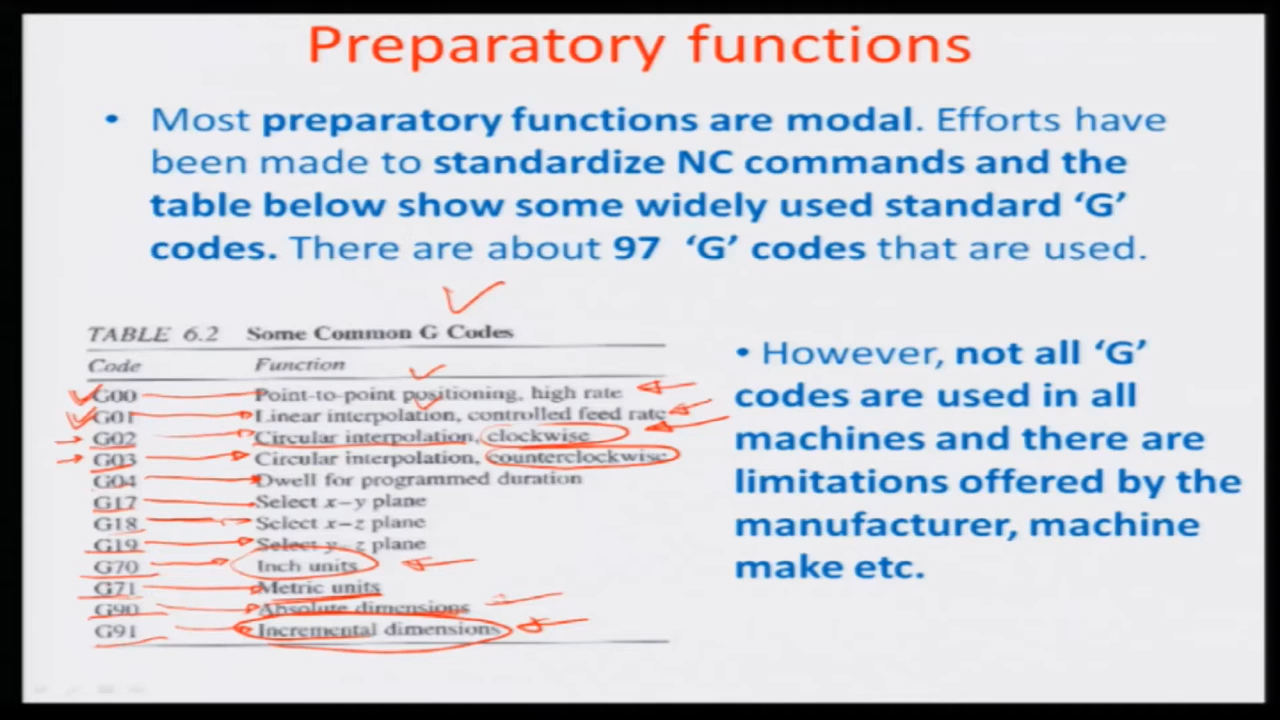 Preparatory functions
• Most preparatory functions are modal. Efforts have
been made to standardize NC commands and the
table below show some widely used standard ‘G’
codes. There are about 97 ‘G’ codes that are used.
TABLE 6.2 Some Common G Codes
Code Function
G00 Point-to-point positioning, high rate
G01 Linear interpolation, controlled feed rate
G02 Circular interpolation, clockwise
G03 Circular interpolation, counterclockwise
G04 Dwell for programmed duration
G17 Select x-y plane
G18 Select x-z plane
G19 Select y-z plane
G70 Inch units
G71 Metric units
G90 Absolute dimensions
G91 Incremental dimensions
• However, not all ‘G’
codes are used in all
machines and there are
limitations offered by the
manufacturer, machine
make etc.